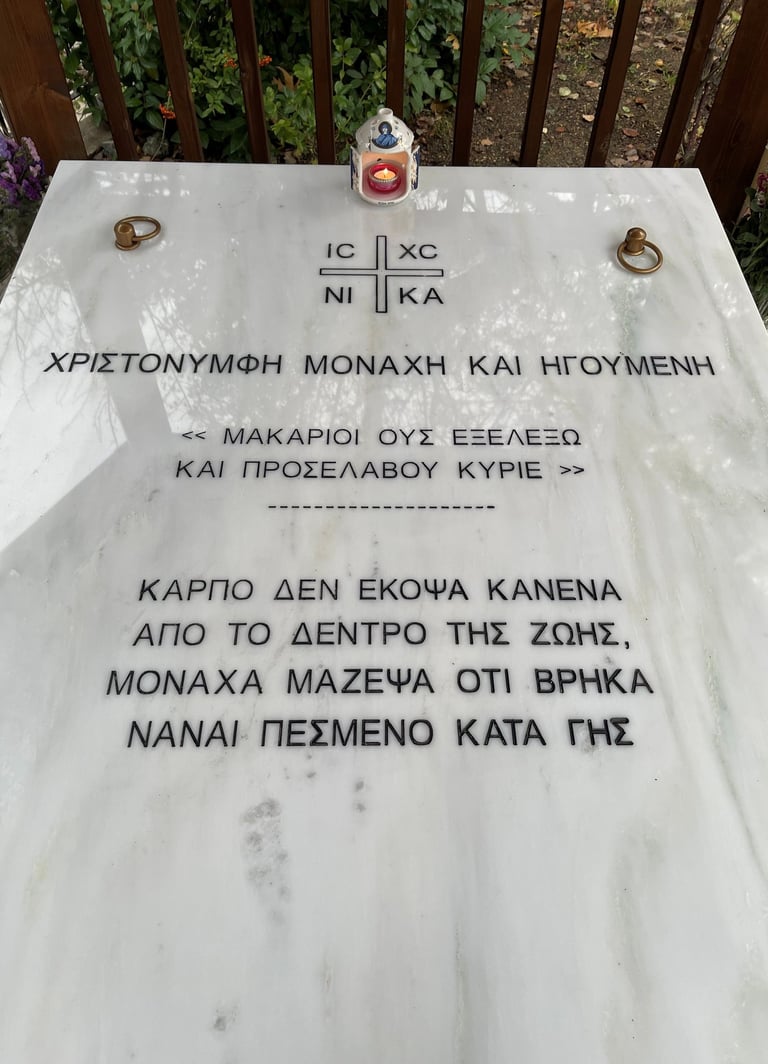 IC XC
NI KA
ΧΡΙΣΤΟΝΥΜΦΗ ΜΟΝΑΧΗ ΚΑΙ ΗΓΟΥΜΕΝΗ
<< ΜΑΚΑΡΙΟΙ ΟΥΣ ΕΞΕΛΕΞΩ
ΚΑΙ ΠΡΟΣΕΛΑΒΟΥ ΚΥΡΙΕ >>
--------------------
ΚΑΡΠΟ ΔΕΝ ΕΚΟΨΑ ΚΑΝΕΝΑ
ΑΠΟ ΤΟ ΔΕΝΤΡΟ ΤΗΣ ΖΩΗΣ,
ΜΟΝΑΧΑ ΜΑΖΕΨΑ ΟΤΙ ΒΡΗΚΑ
ΝΑΝΑΙ ΠΕΣΜΕΝΟ ΚΑΤΑ ΓΗΣ